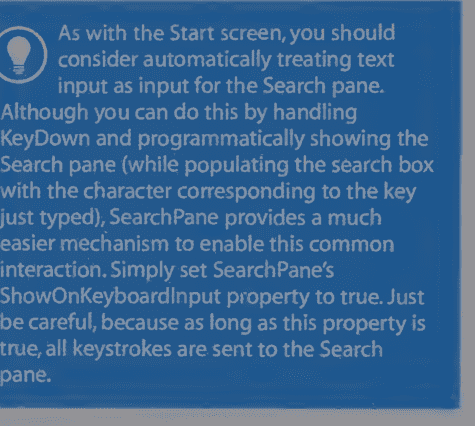 As with the Start screen, you should
consider automatically treating text
input as input for the Search pane.
Although you can do this by handling
KeyDown and programmatically showing the
Search pane (while populating the search box
with the character corresponding to the key
just typed), SearchPane provides a much
easier mechanism to enable this common
interaction. Simply set SearchPane's
ShowOnKeyboardInput property to true. Just
be careful, because as long as this property is
true, all keystrokes are sent to the Search
pane.